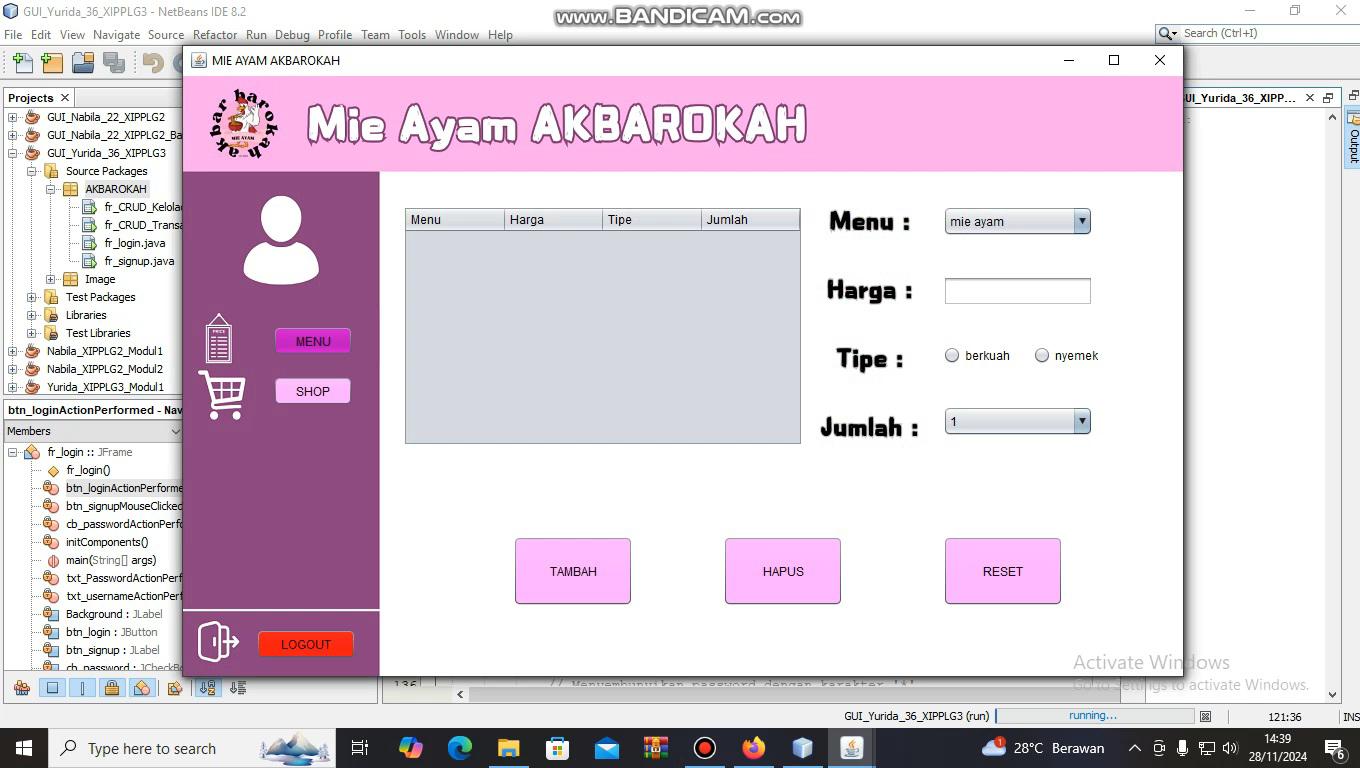 GUI_Yurida_36_XIPPLG3 - NetBeans IDE 8.2
www.BANDICAM.com
File Edit View Navigate Source Refactor Run Debug Profile Team Tools Window Help
Search (Ctrl+I)
MIE AYAM AKBAROKAH
Projects
akbar barokah
MIE AYAM
Mie Ayam AKBAROKAH
GUI_Yurida_36_XIPP...
Output
GUI_Nabila_22_XIPPLG2
GUI_Nabila_22_XIPPLG2_Ba
GUI_Yurida_36_XIPPLG3
Source Packages
AKBAROKAH
fr_CRUD_Kelola
fr_CRUD_Transa
fr_login.java
fr_signup.java
Image
Test Packages
Libraries
Test Libraries
Nabila_XIPPLG2_Modul1
Nabila_XIPPLG2_Modul2
Yurida_XIPPLG3_Modul1
btn_loginActionPerformed - Nav
Members
fr_login :: JFrame
fr_login()
btn_loginActionPerforme
btn_signupMouseClicked
cb_passwordActionPerfo
initComponents()
main(String[] args)
txt_PasswordActionPerf
txt_usernameActionPerf
Background : JLabel
btn_login : JButton
btn_signup : JLabel
cb_password : JCheckBo
PRICE
MENU
SHOP
LOGOUT
Menu Harga Tipe Jumlah
Menu : mie ayam
Harga :
Tipe : berkuah nyemek
Jumlah : 1
TAMBAH HAPUS RESET
Activate Windows
Go to Settings to activate Windows.
136 // Menyembunyikan password dengan karakter '*'
GUI_Yurida_36_XIPPLG3 (run) running... 121:36 INS
Type here to search
28°C Berawan
14:39
28/11/2024
1
6